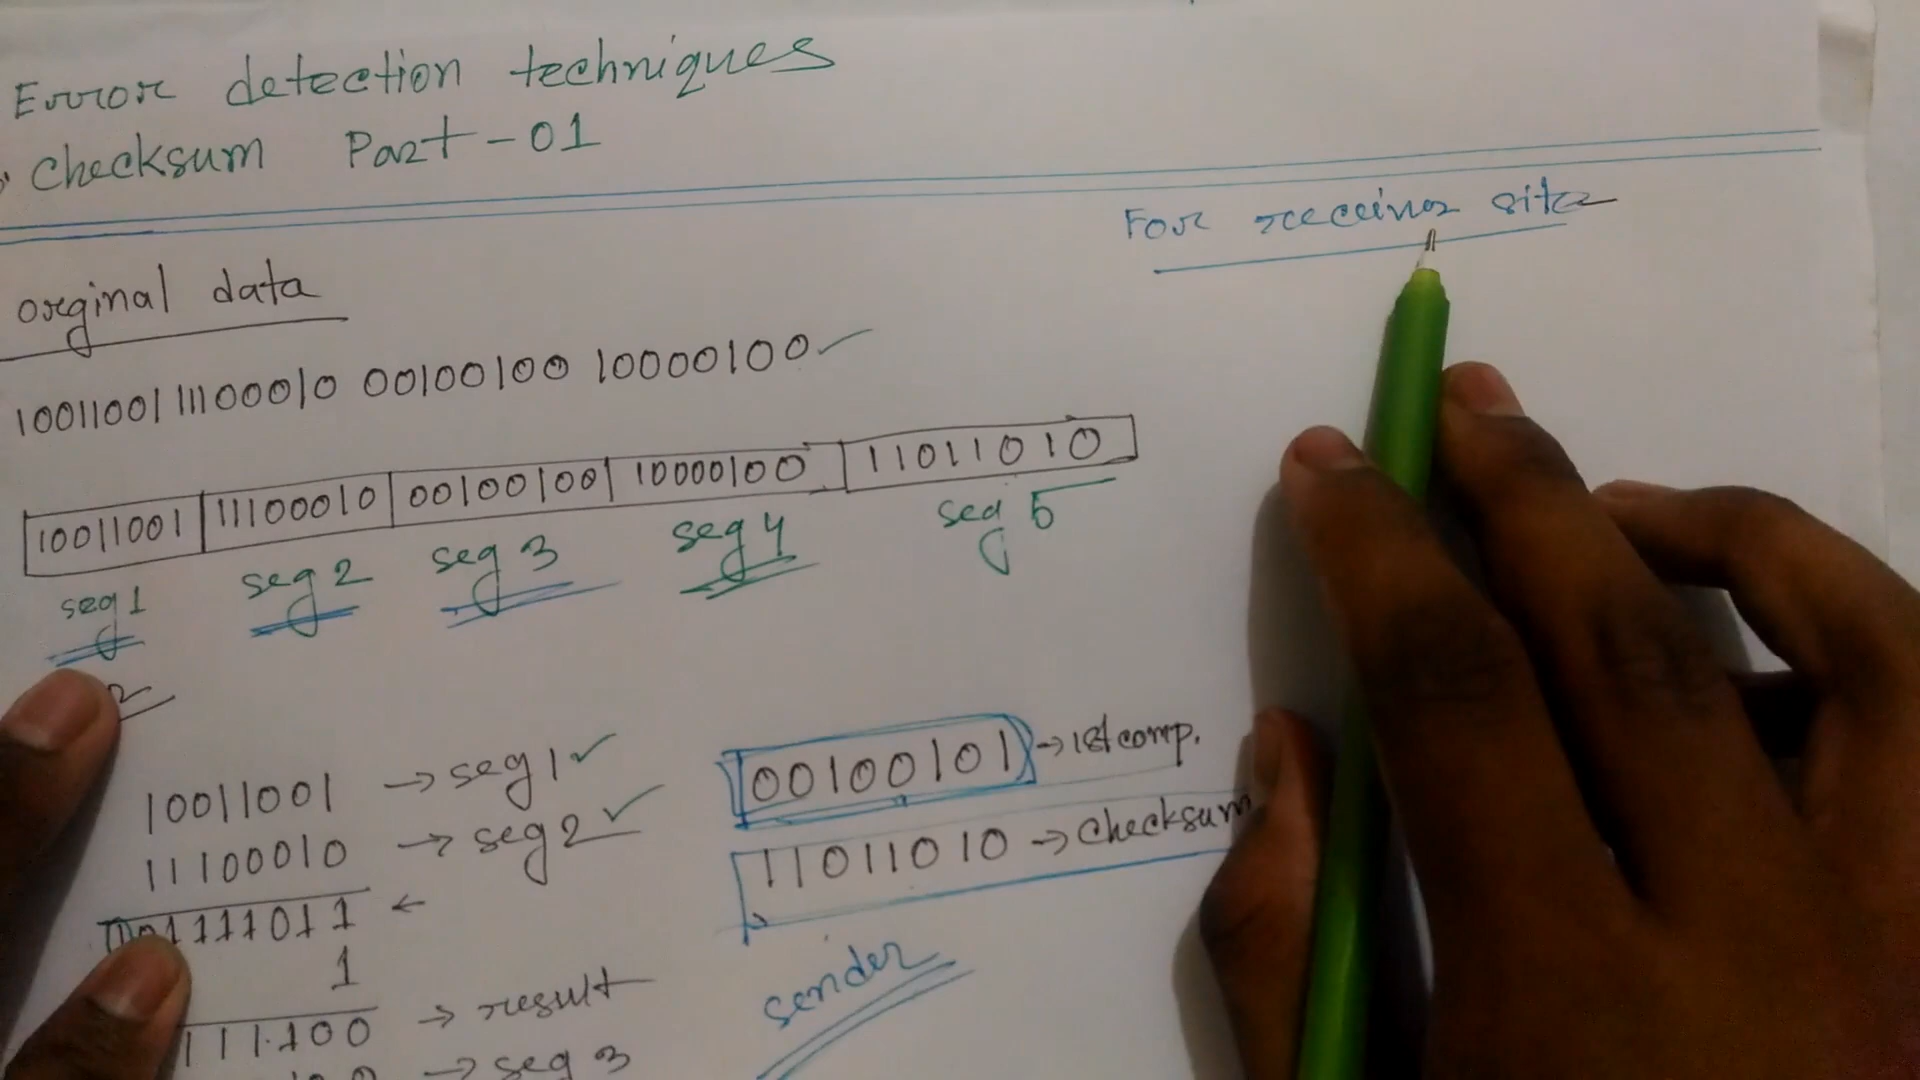 Error detection techniques
Checksum Part-01
For receiver site
orginal data
10011001 11100010 00100100 10000100
10011001 11100010 00100100 10000100 11011010
seg 1 seg 2 seg 3 seg 4 seg 5
10011001 → seg 1
11100010 → seg 2
1111011 ←
1
111100 → result
→ seg 3
00100101 → 1st comp.
11011010 → checksum
sender